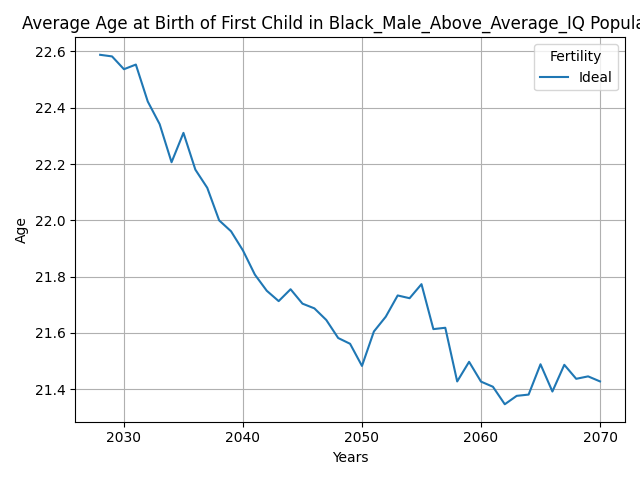 Average Age at Birth of First Child in Black_Male_Above_Average_IQ Popula
Fertility
Ideal
22.6
22.4
22.2
22.0
21.8
21.6
21.4
Age
2030 2040 2050 2060 2070
Years